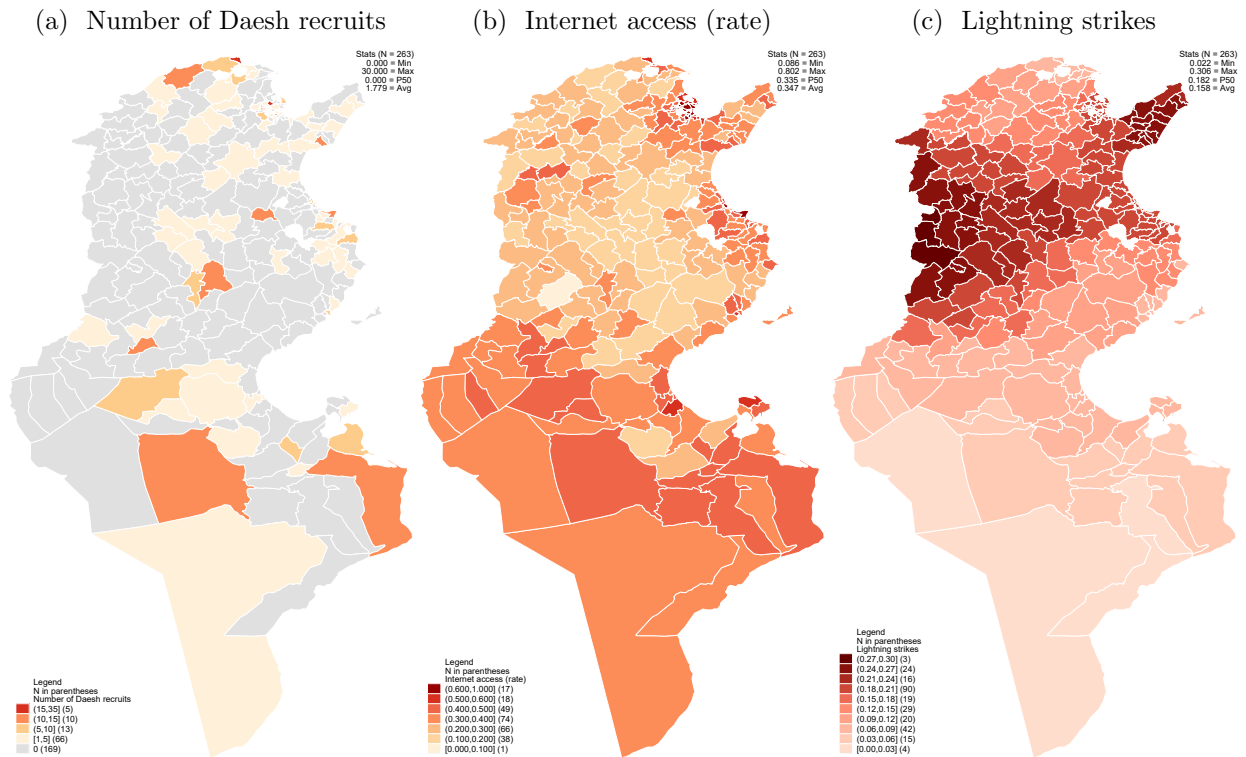 (a) Number of Daesh recruits
Stats (N = 263)
0.000 = Min
30.000 = Max
0.000 = P50
1.779 = Avg
Legend
N in parentheses
Number of Daesh recruits
(15,35] (5)
(10,15] (10)
(5,10] (13)
[1,5] (66)
0 (169)
(b) Internet access (rate)
Stats (N = 263)
0.086 = Min
0.802 = Max
0.335 = P50
0.347 = Avg
Legend
N in parentheses
Internet access (rate)
(0.600,1.000] (17)
(0.500,0.600] (18)
(0.400,0.500] (49)
(0.300,0.400] (74)
(0.200,0.300] (66)
(0.100,0.200] (38)
[0.000,0.100] (1)
(c) Lightning strikes
Stats (N = 263)
0.022 = Min
0.306 = Max
0.182 = P50
0.158 = Avg
Legend
N in parentheses
Lightning strikes
(0.27,0.30] (3)
(0.24,0.27] (24)
(0.21,0.24] (16)
(0.18,0.21] (90)
(0.15,0.18] (19)
(0.12,0.15] (29)
(0.09,0.12] (20)
(0.06,0.09] (42)
(0.03,0.06] (15)
[0.00,0.03] (4)